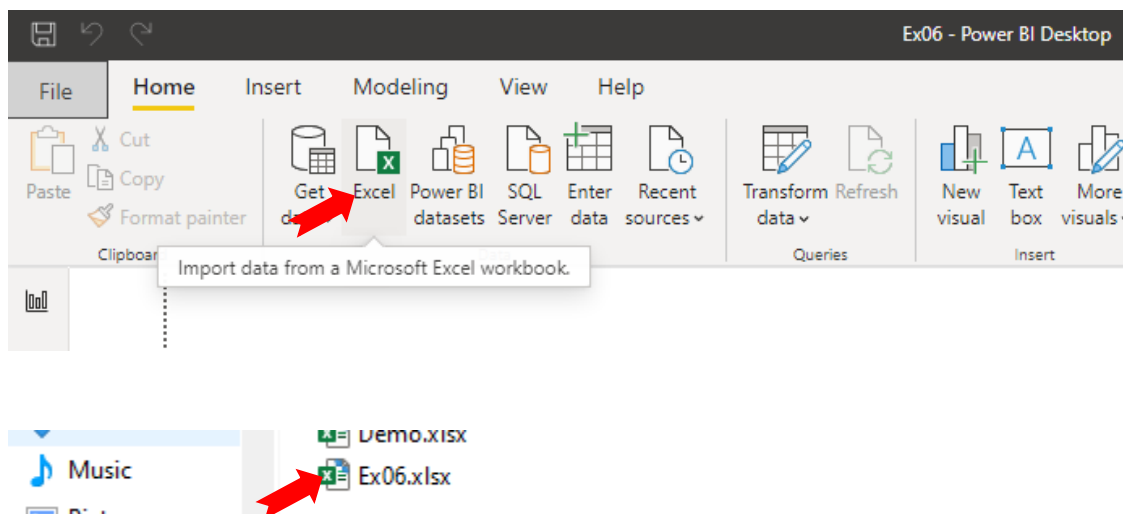 Ex06 - Power BI Desktop
File Home Insert Modeling View Help
Paste
Cut
Copy
Format painter
Get
Excel
Power BI datasets
SQL Server
Enter data
Recent sources
Transform data
Refresh
New visual
Text box
More visuals
Queries
Insert
Import data from a Microsoft Excel workbook.
Demo.xlsx
Music
Ex06.xlsx